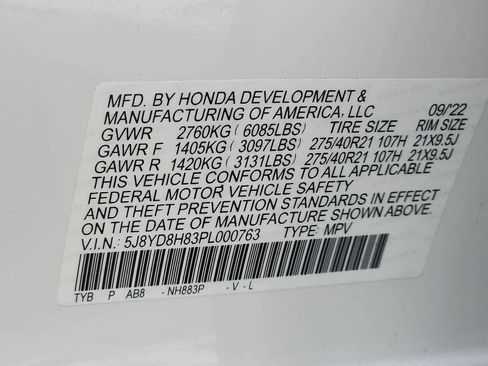 MFD. BY HONDA DEVELOPMENT &
MANUFACTURING OF AMERICA, LLC 09/'22
GVWR 2760KG ( 6085LBS) TIRE SIZE RIM SIZE
GAWR F 1405KG ( 3097LBS) 275/40R21 107H 21X9.5J
GAWR R 1420KG ( 3131LBS) 275/40R21 107H 21X9.5J
THIS VEHICLE CONFORMS TO ALL APPLICABLE
FEDERAL MOTOR VEHICLE SAFETY
AND THEFT PREVENTION STANDARDS IN EFFECT
ON DATE OF MANUFACTURE SHOWN ABOVE.
V.I.N.: 5J8YD8H83PL000763 TYPE: MPV
TYB P AB8 - NH883P - V - L